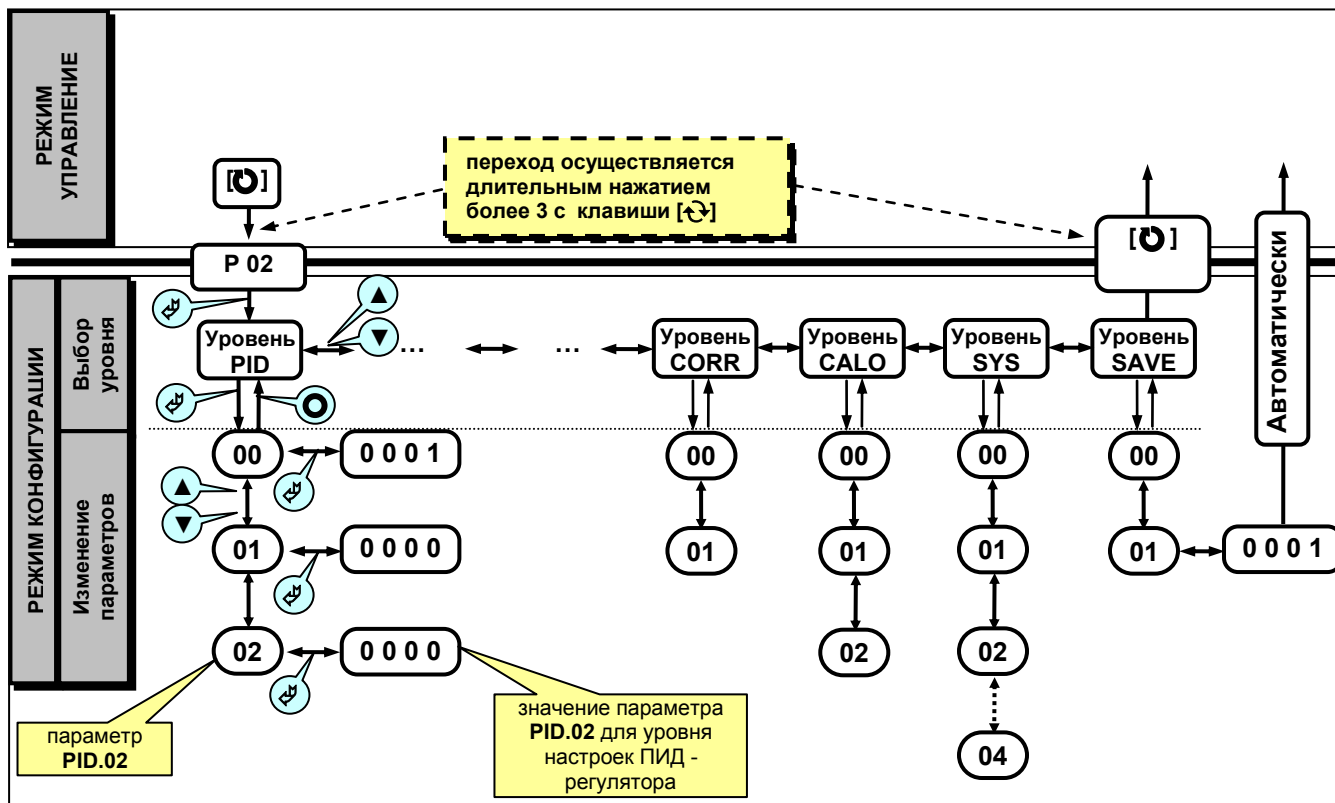 РЕЖИМ
УПРАВЛЕНИЕ
переход осуществляется
длительным нажатием
более 3 с клавиши [🗘]
[↻]
[↻]
P 02
Автоматически
РЕЖИМ КОНФИГУРАЦИИ
Выбор
уровня
▲
▼
Уровень
PID
...
...
Уровень
CORR
Уровень
CALO
Уровень
SYS
Уровень
SAVE
Изменение
параметров
00
0 0 0 1
00
00
00
00
▲
▼
01
0 0 0 0
01
01
01
01
0 0 0 1
02
0 0 0 0
02
02
04
параметр
PID.02
значение параметра
PID.02 для уровня
настроек ПИД -
регулятора